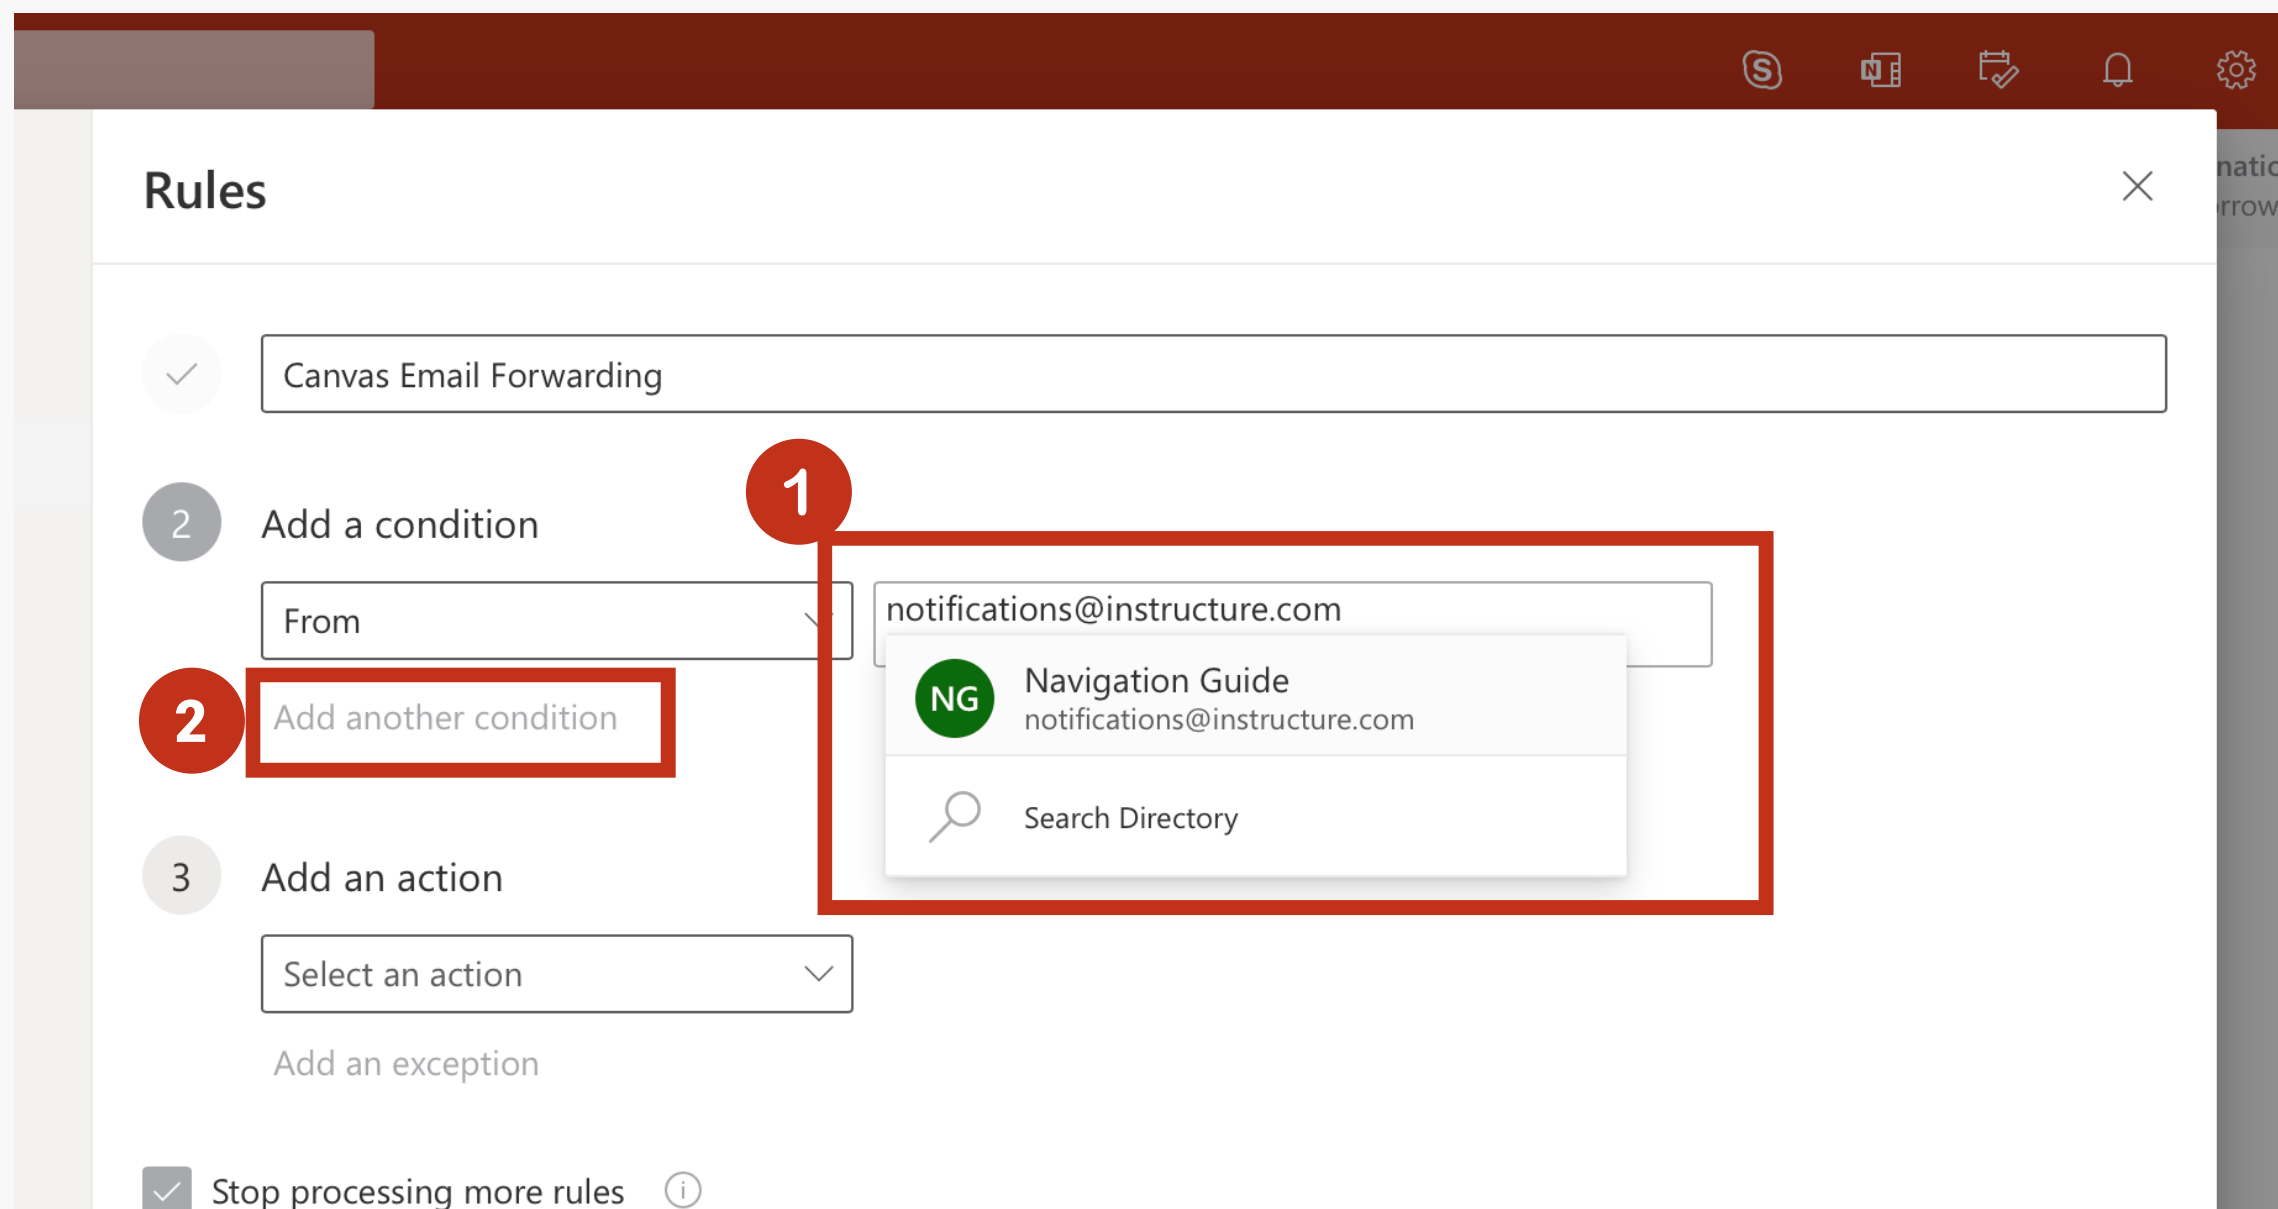 Rules
Canvas Email Forwarding
1
2 Add a condition
From
notifications@instructure.com
NG
Navigation Guide
notifications@instructure.com
2
Add another condition
Search Directory
3 Add an action
Select an action
Add an exception
Stop processing more rules